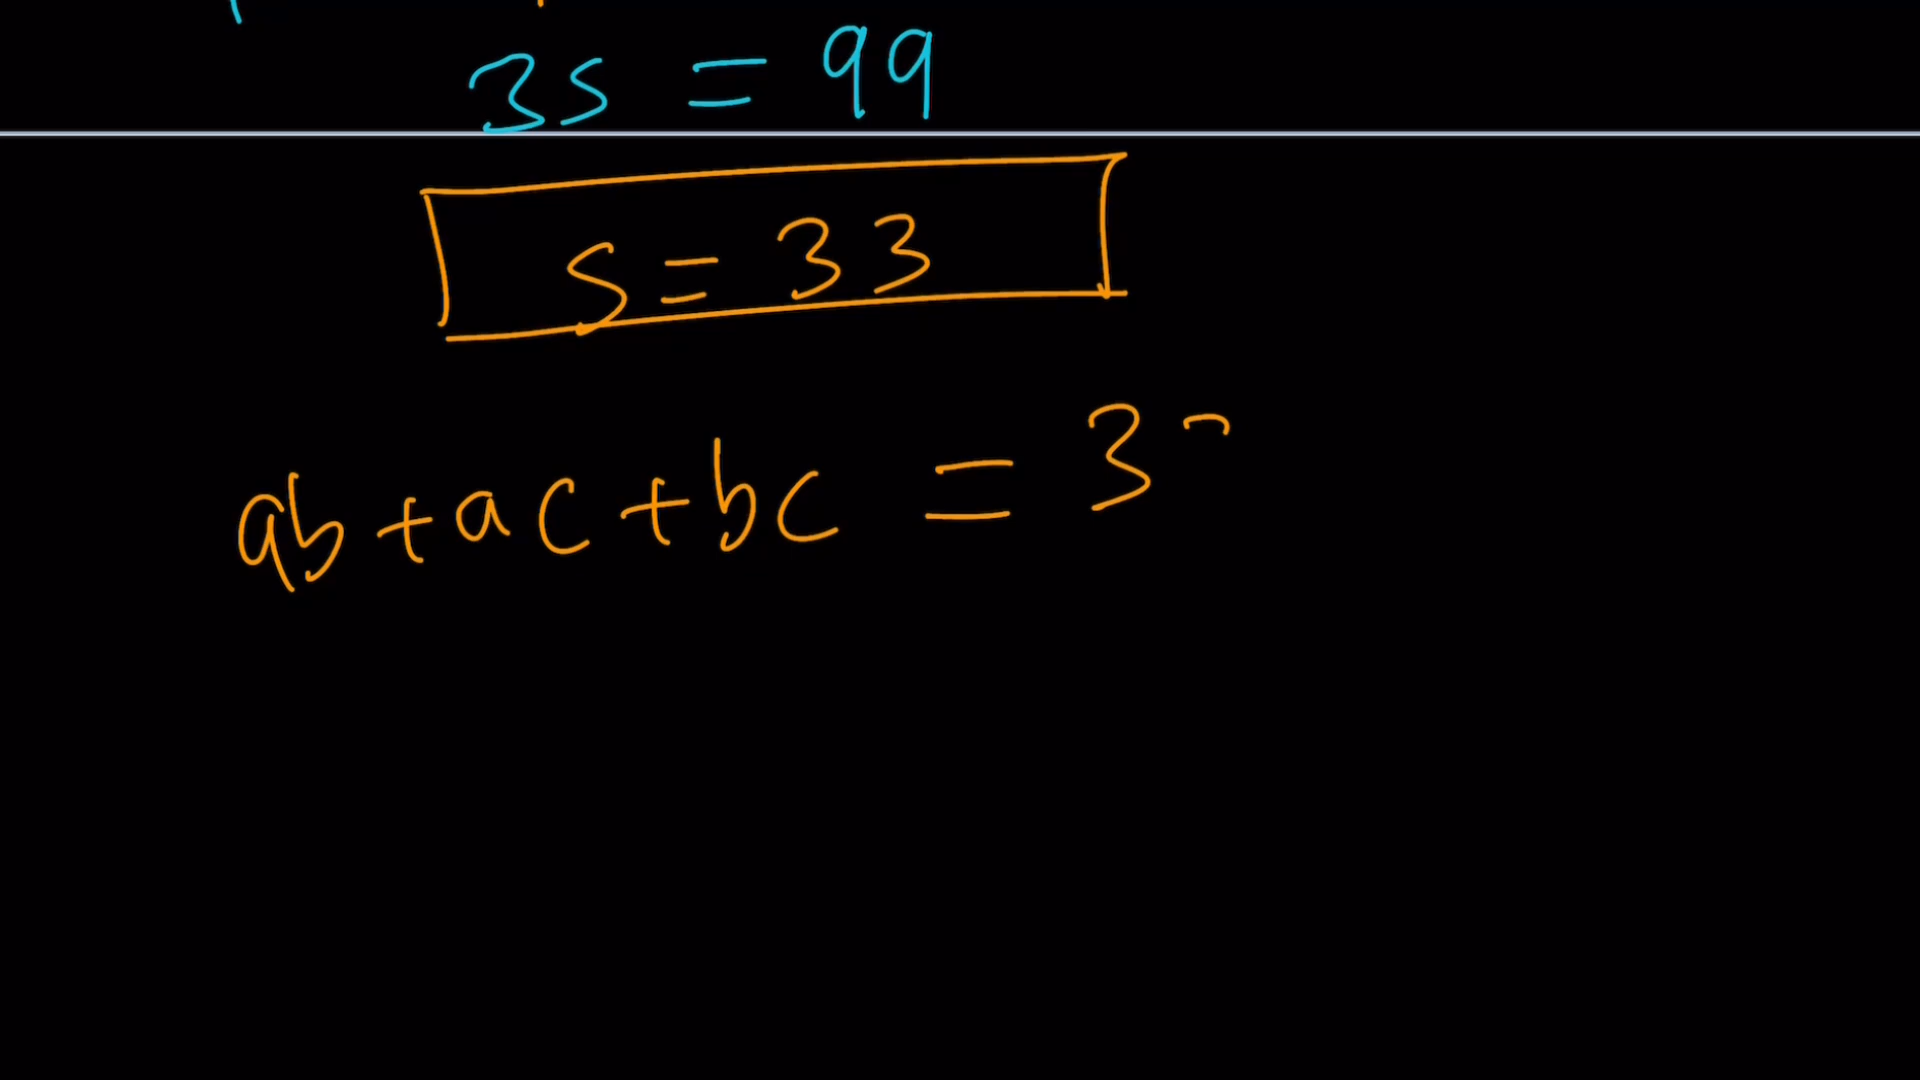 3s = 99
s = 33
ab + ac + bc = 3